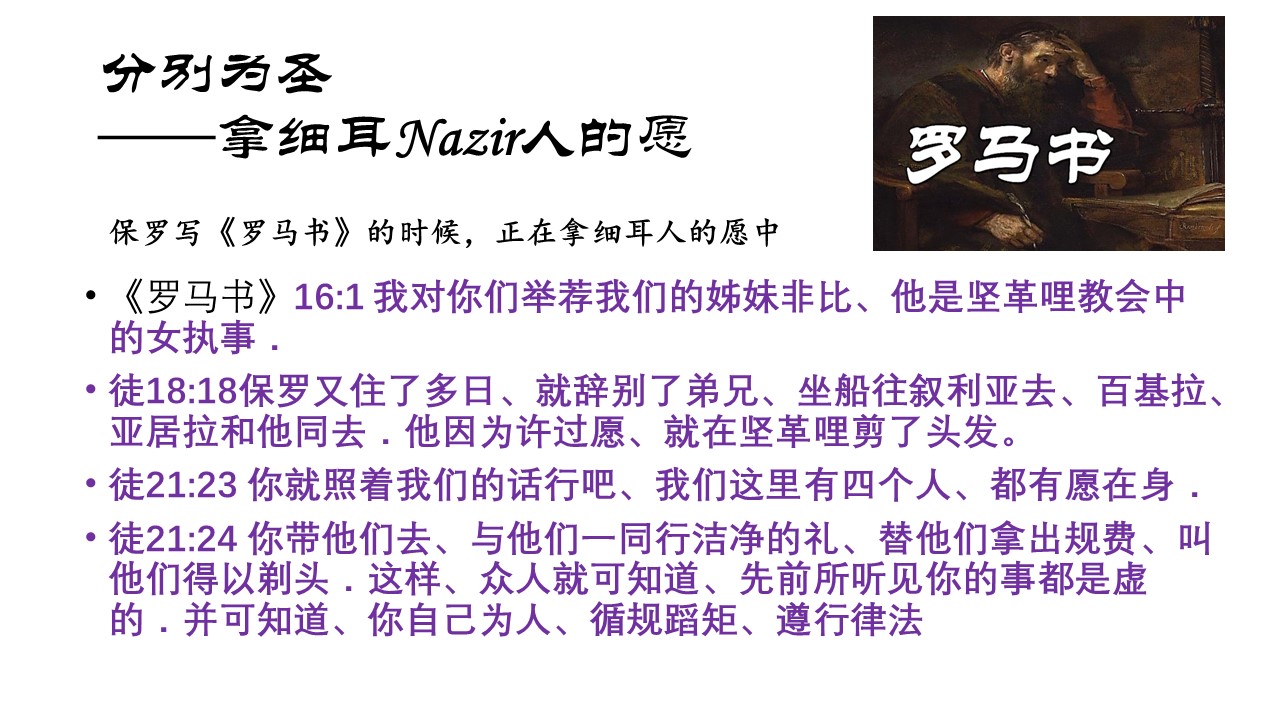 分别为圣
——拿细耳Nazir人的愿
罗马书
保罗写《罗马书》的时候，正在拿细耳人的愿中
• 《罗马书》16:1 我对你们举荐我们的姊妹非比、他是坚革哩教会中
的女执事．
• 徒18:18保罗又住了多日、就辞别了弟兄、坐船往叙利亚去、百基拉、
亚居拉和他同去．他因为许过愿、就在坚革哩剪了头发。
• 徒21:23 你就照着我们的话行吧、我们这里有四个人、都有愿在身．
• 徒21:24 你带他们去、与他们一同行洁净的礼、替他们拿出规费、叫
他们得以剃头．这样、众人就可知道、先前所听见你的事都是虚
的．并可知道、你自己为人、循规蹈矩、遵行律法